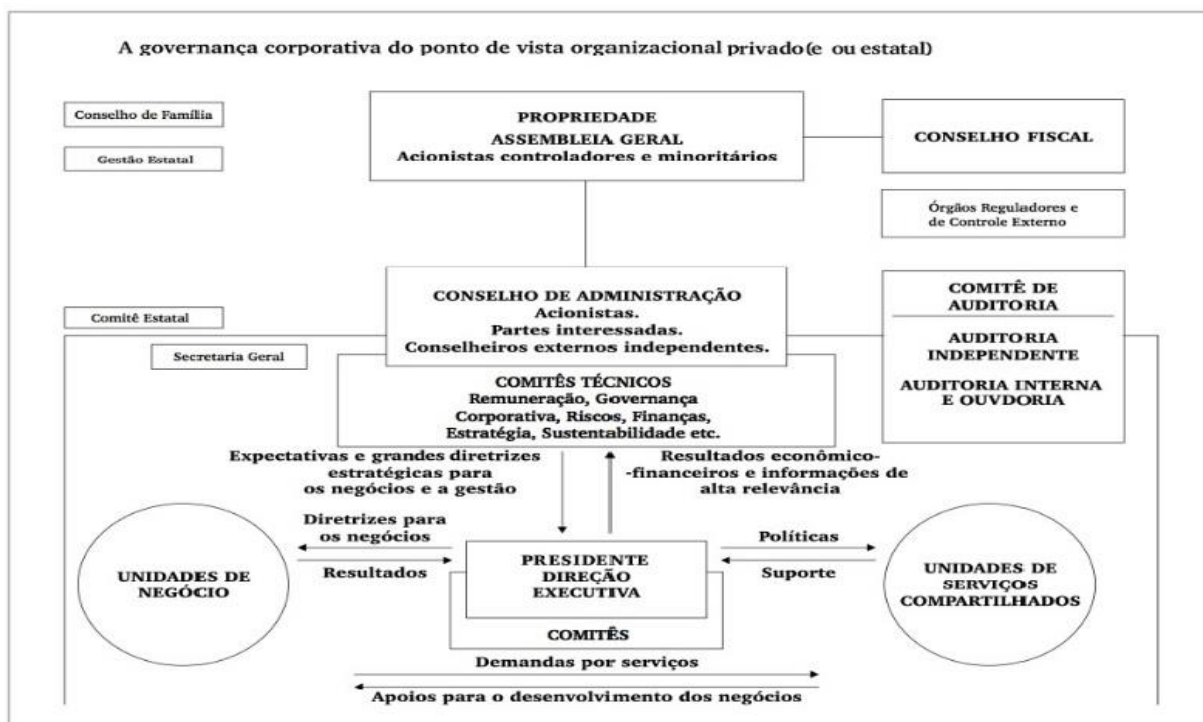 A governança corporativa do ponto de vista organizacional privado(e ou estatal)
Conselho de Família
Gestão Estatal
PROPRIEDADE
ASSEMBLEIA GERAL
Acionistas controladores e minoritários
CONSELHO FISCAL
Órgãos Reguladores e
de Controle Externo
Comitê Estatal
Secretaria Geral
CONSELHO DE ADMINISTRAÇÃO
Acionistas.
Partes interessadas.
Conselheiros externos independentes.
COMITÊS TÉCNICOS
Remuneração, Governança
Corporativa, Riscos, Finanças,
Estratégia, Sustentabilidade etc.
COMITÊ DE
AUDITORIA
AUDITORIA
INDEPENDENTE
AUDITORIA INTERNA
E OUVDORIA
Expectativas e grandes diretrizes
estratégicas para
os negócios e a gestão
Resultados econômico-
-financeiros e informações de
alta relevância
UNIDADES DE
NEGÓCIO
Diretrizes para
os negócios
Resultados
PRESIDENTE
DIREÇÃO
EXECUTIVA
COMITÊS
Políticas
Suporte
UNIDADES DE
SERVIÇOS
COMPARTILHADOS
Demandas por serviços
Apoios para o desenvolvimento dos negócios